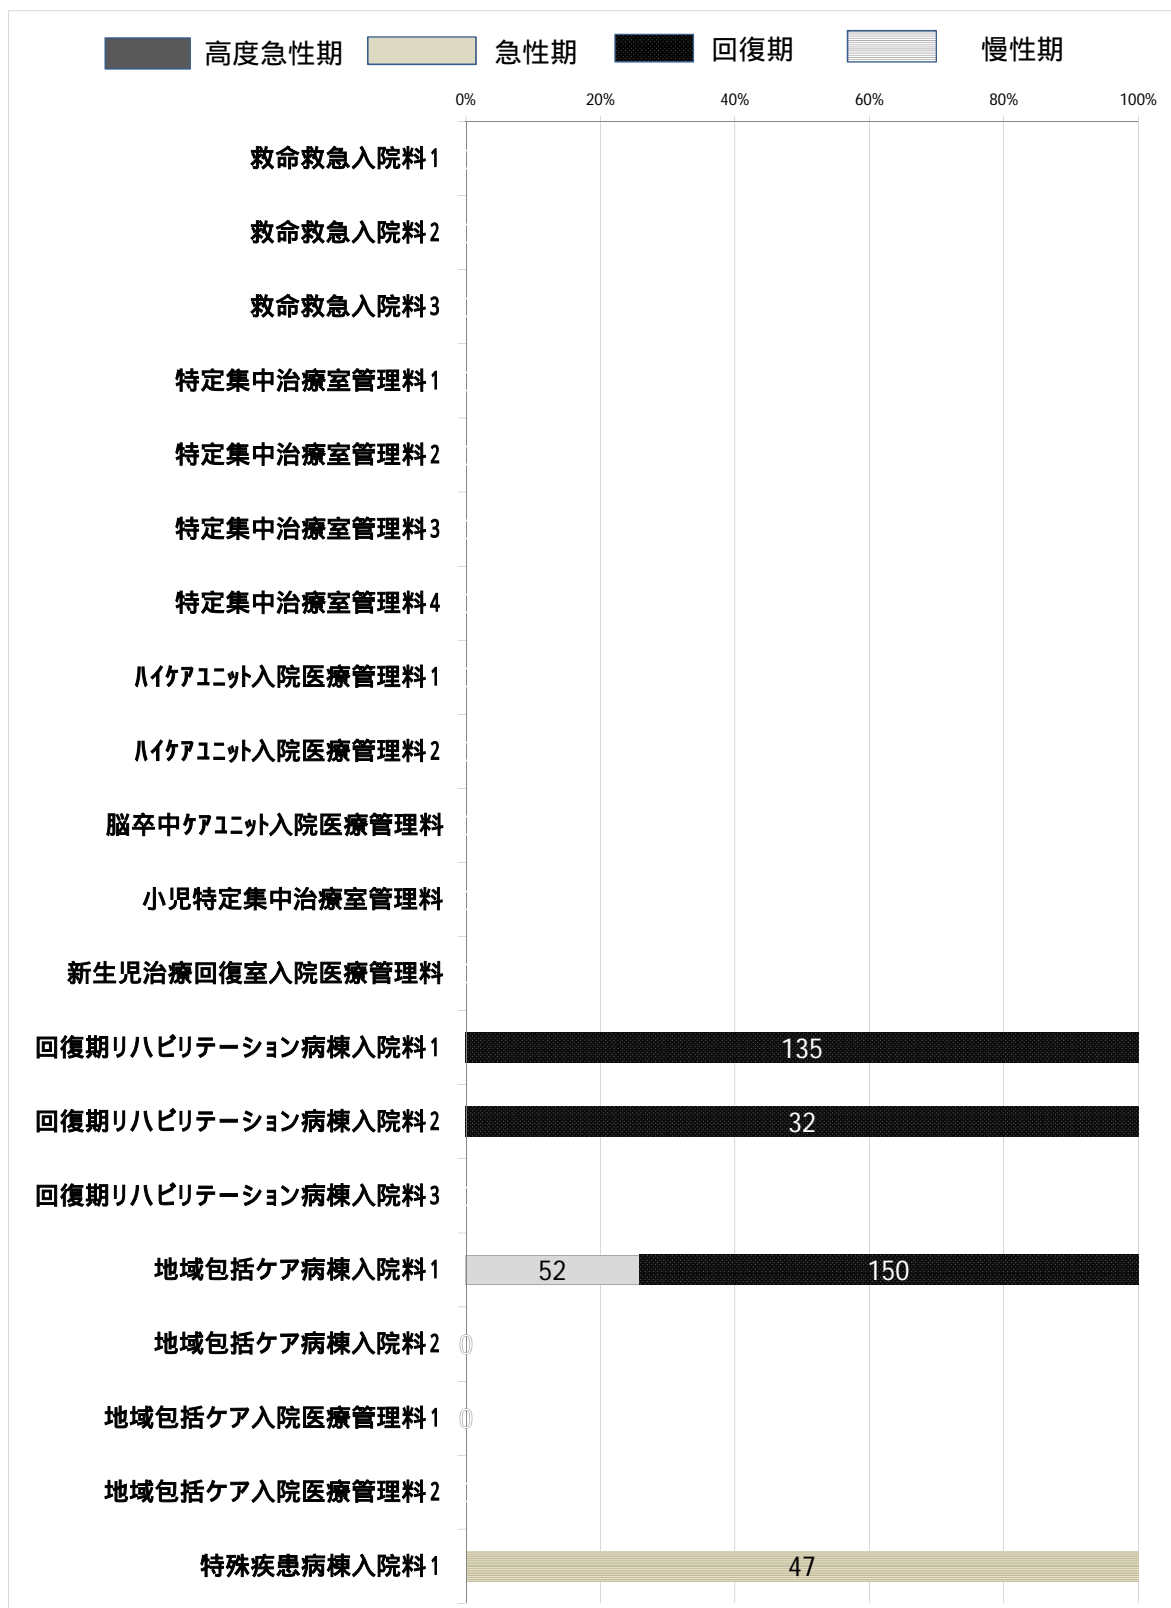 高度急性期 急性期 回復期 慢性期
0% 20% 40% 60% 80% 100%
救命救急入院料1
救命救急入院料2
救命救急入院料3
特定集中治療室管理料1
特定集中治療室管理料2
特定集中治療室管理料3
特定集中治療室管理料4
ﾊｲｹｱﾕﾆｯﾄ入院医療管理料1
ﾊｲｹｱﾕﾆｯﾄ入院医療管理料2
脳卒中ｹｱﾕﾆｯﾄ入院医療管理料
小児特定集中治療室管理料
新生児治療回復室入院医療管理料
回復期リハビリテーション病棟入院料1 135
回復期リハビリテーション病棟入院料2 32
回復期リハビリテーション病棟入院料3
地域包括ケア病棟入院料1 52 150
地域包括ケア病棟入院料2 0
地域包括ケア入院医療管理料1 0
地域包括ケア入院医療管理料2
特殊疾患病棟入院料1 47